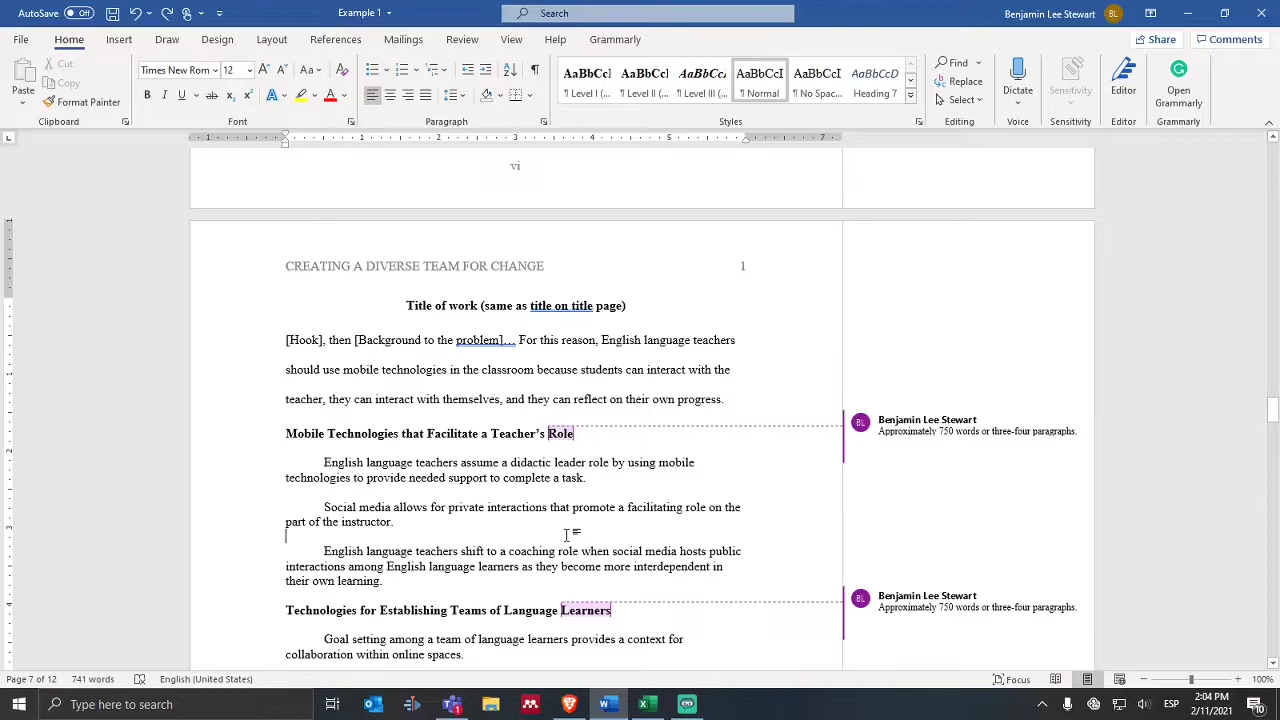 AutoSave Off
Example 1
Search
Benjamin Lee Stewart BL
File Home Insert Draw Design Layout References Mailings Review View Help Grammarly Share Comments
Paste
Cut
Copy
Format Painter
Clipboard
Times New Rom 12
Font
Paragraph
AaBbCcI ¶ Level I (...
AaBbCcI ¶ Level II (...
AaBbCcI ¶ Level III (...
AaBbCcI ¶ Normal
AaBbCcI ¶ No Spac...
AaBbCcD Heading 7
Styles
Find
Replace
Select
Editing
Dictate
Voice
Sensitivity
Sensitivity
Editor
Editor
Open Grammarly
Grammarly
vi
CREATING A DIVERSE TEAM FOR CHANGE 1
Title of work (same as title on title page)
[Hook], then [Background to the problem]… For this reason, English language teachers
should use mobile technologies in the classroom because students can interact with the
teacher, they can interact with themselves, and they can reflect on their own progress.
Mobile Technologies that Facilitate a Teacher’s Role
English language teachers assume a didactic leader role by using mobile
technologies to provide needed support to complete a task.
Social media allows for private interactions that promote a facilitating role on the
part of the instructor.
English language teachers shift to a coaching role when social media hosts public
interactions among English language learners as they become more interdependent in
their own learning.
Technologies for Establishing Teams of Language Learners
Goal setting among a team of language learners provides a context for
collaboration within online spaces.
BL Benjamin Lee Stewart
Approximately 750 words or three-four paragraphs.
BL Benjamin Lee Stewart
Approximately 750 words or three-four paragraphs.
Page 7 of 12 741 words English (United States) Focus 100%
Type here to search
ESP
2:04 PM
2/11/2021